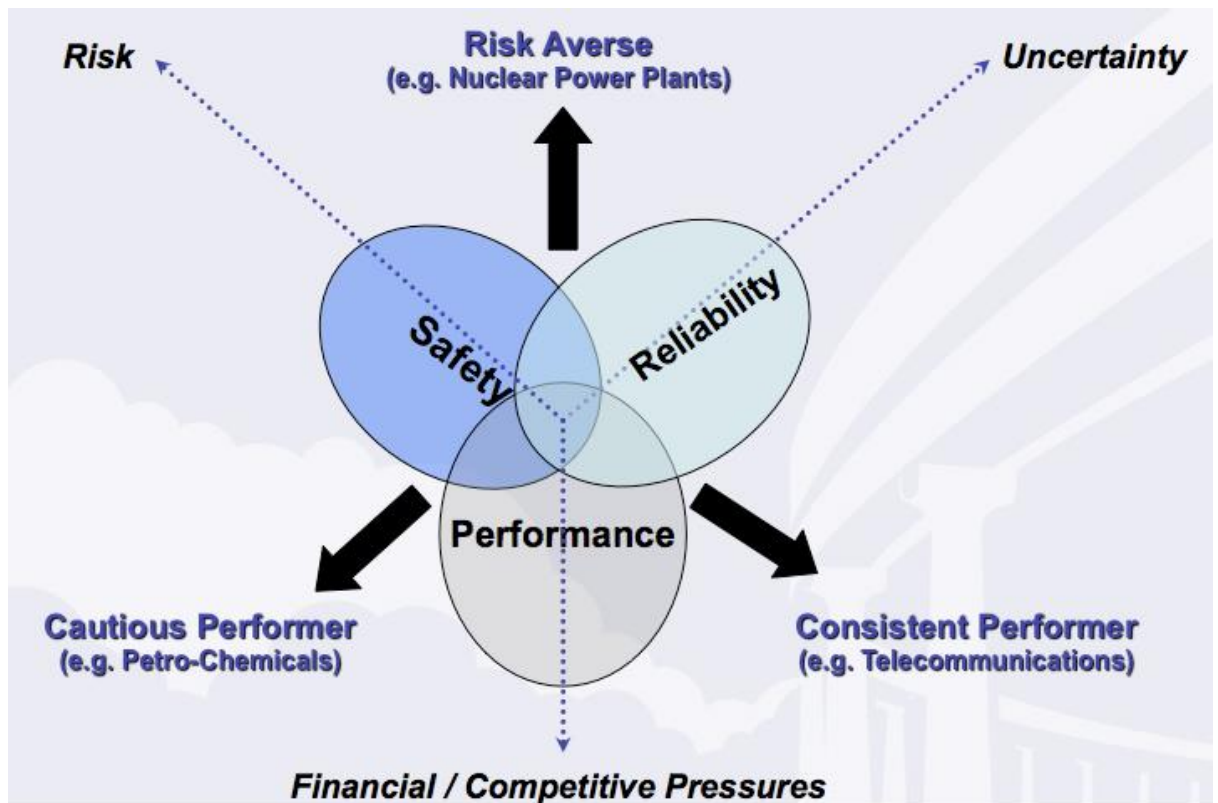 Risk
Risk Averse
(e.g. Nuclear Power Plants)
Uncertainty
Safety
Reliability
Performance
Cautious Performer
(e.g. Petro-Chemicals)
Consistent Performer
(e.g. Telecommunications)
Financial / Competitive Pressures